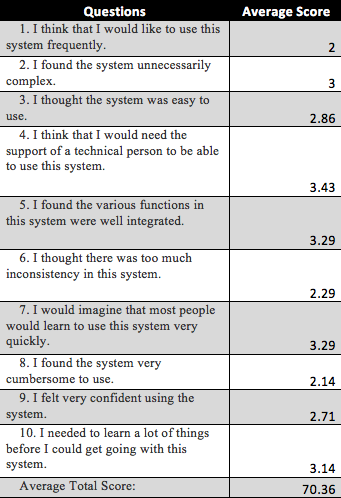 Questions Average Score
1. I think that I would like to use this
system frequently. 2
2. I found the system unnecessarily
complex. 3
3. I thought the system was easy to
use. 2.86
4. I think that I would need the
support of a technical person to be able
to use this system.
3.43
5. I found the various functions in
this system were well integrated.
3.29
6. I thought there was too much
inconsistency in this system.
2.29
7. I would imagine that most people
would learn to use this system very
quickly. 3.29
8. I found the system very
cumbersome to use. 2.14
9. I felt very confident using the
system. 2.71
10. I needed to learn a lot of things
before I could get going with this
system. 3.14
Average Total Score: 70.36